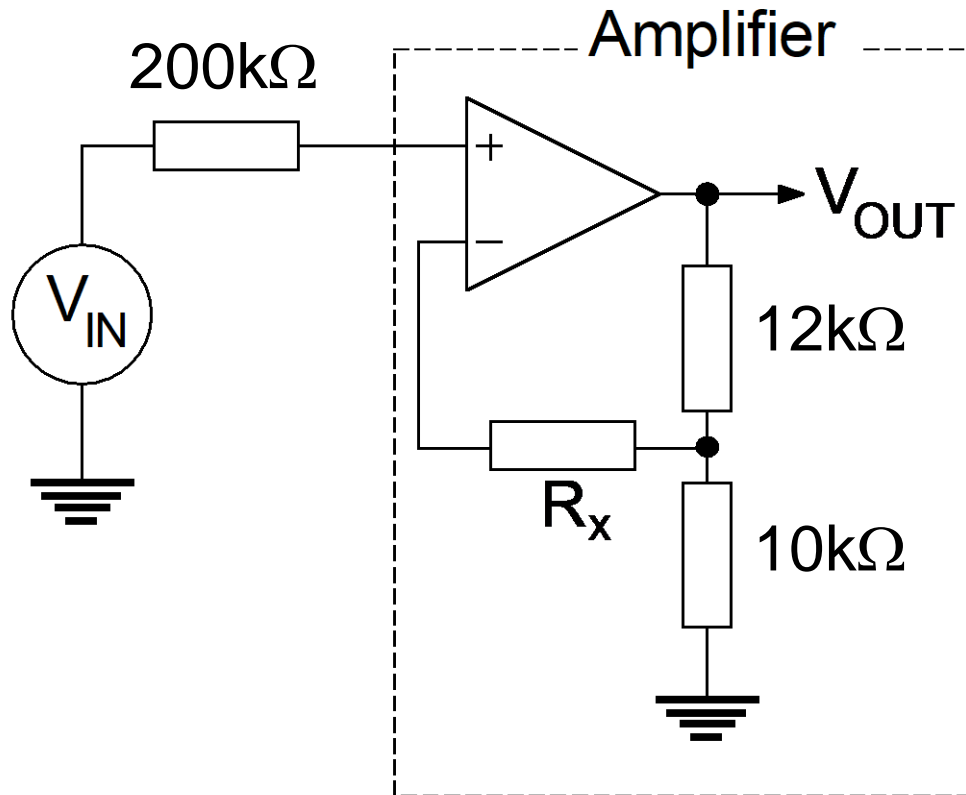 Amplifier
200kΩ
+
V_OUT
−
V_IN
12kΩ
R_x
10kΩ